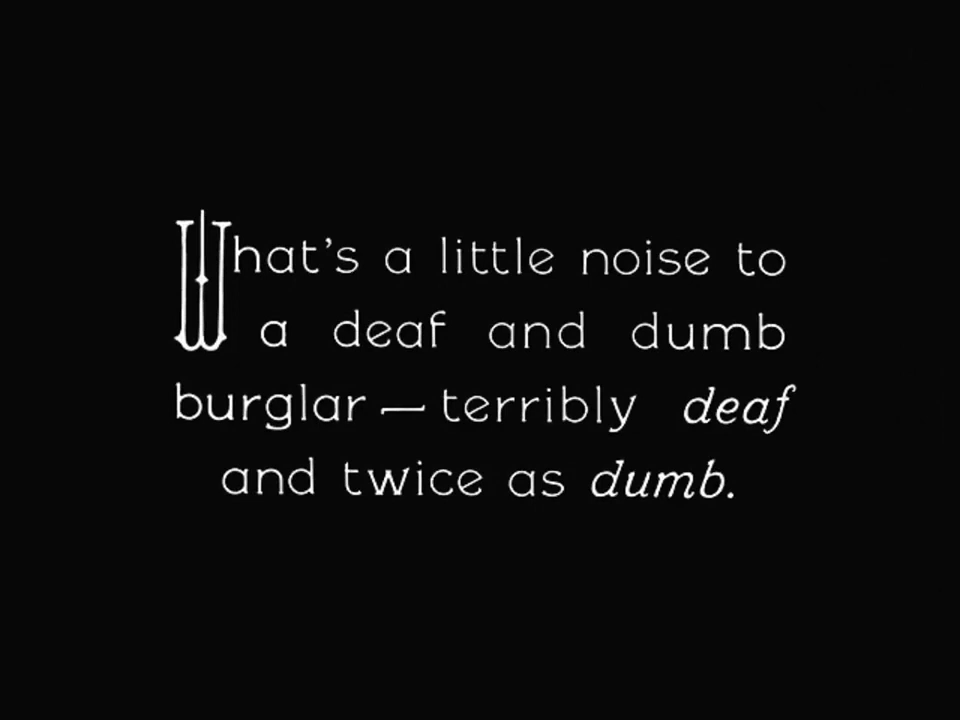 What's a little noise to
a deaf and dumb
burglar — terribly deaf
and twice as dumb.